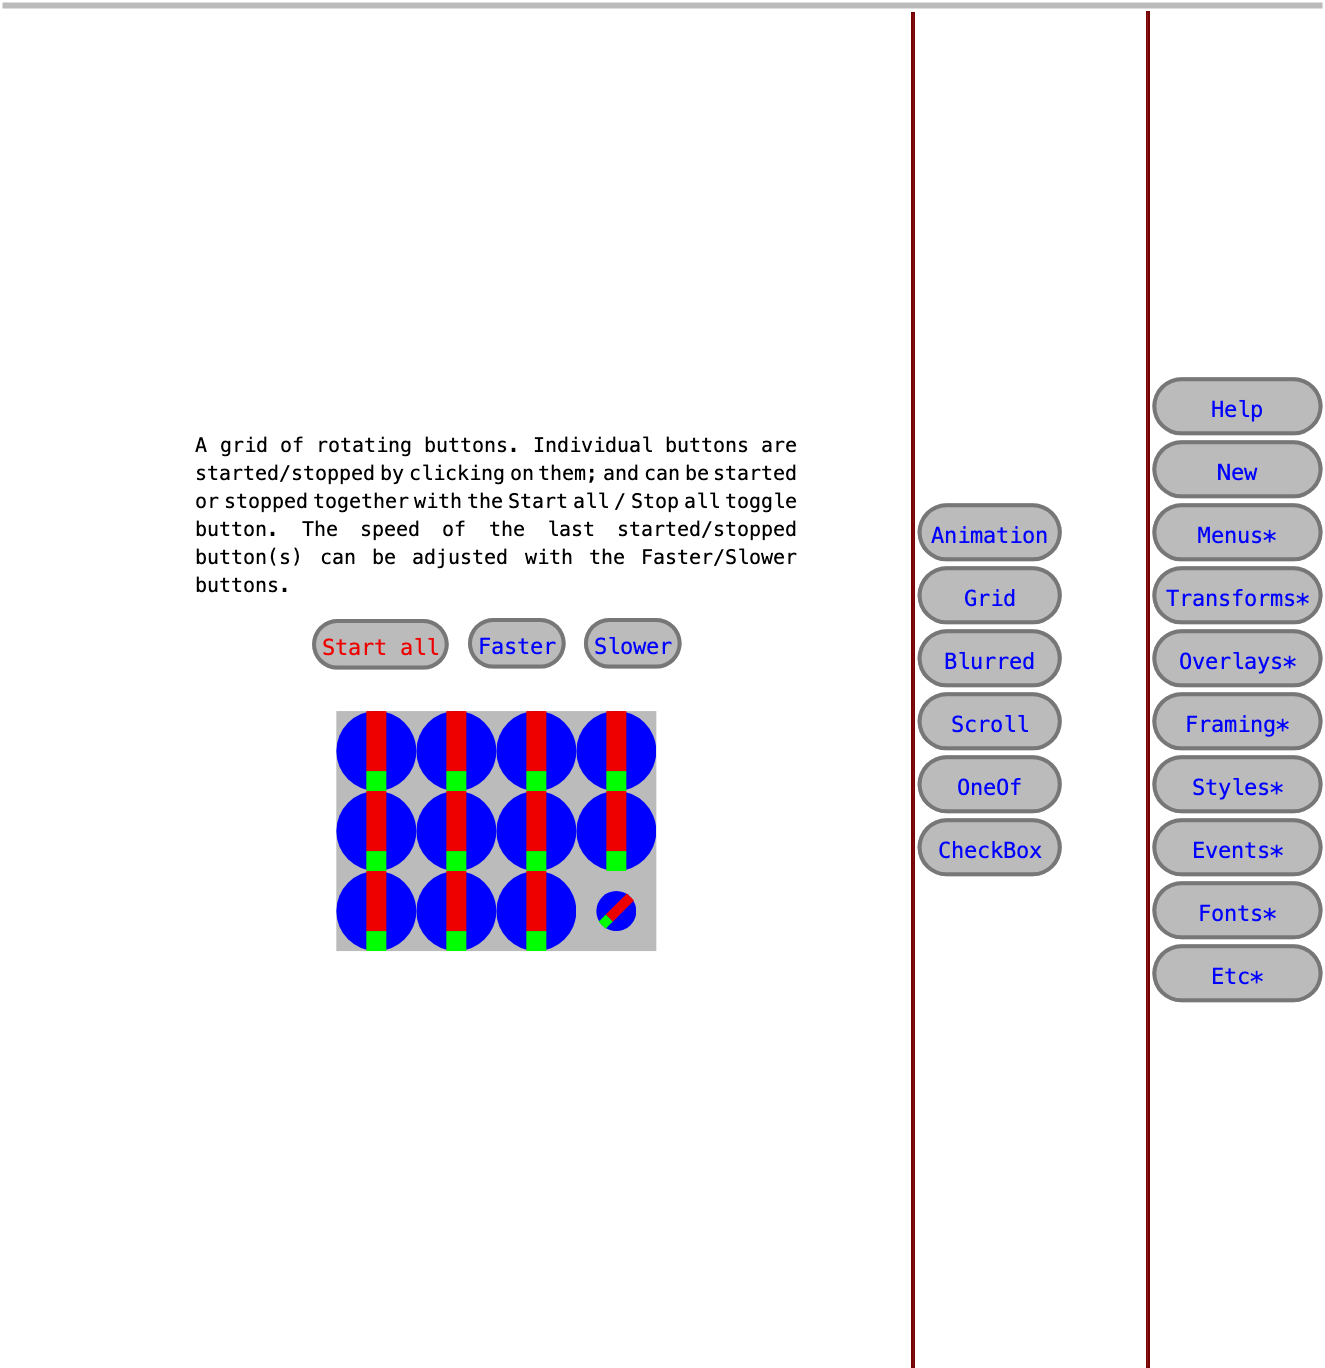 A grid of rotating buttons. Individual buttons are
started/stopped by clicking on them; and can be started
or stopped together with the Start all / Stop all toggle
button. The speed of the last started/stopped
button(s) can be adjusted with the Faster/Slower
buttons.
Start all
Faster
Slower
Animation
Grid
Blurred
Scroll
OneOf
CheckBox
Help
New
Menus*
Transforms*
Overlays*
Framing*
Styles*
Events*
Fonts*
Etc*